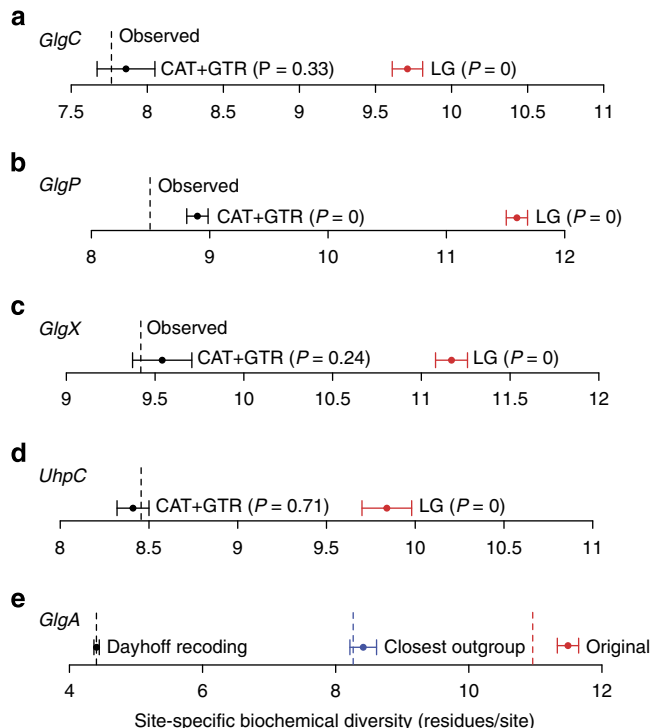 a
GlgC
Observed
CAT+GTR (P = 0.33)
LG (P = 0)
7.5 8 8.5 9 9.5 10 10.5 11
b
GlgP
Observed
CAT+GTR (P = 0)
LG (P = 0)
8 9 10 11 12
c
GlgX
Observed
CAT+GTR (P = 0.24)
LG (P = 0)
9 9.5 10 10.5 11 11.5 12
d
UhpC
CAT+GTR (P = 0.71)
LG (P = 0)
8 8.5 9 9.5 10 10.5 11
e
GlgA
Dayhoff recoding
Closest outgroup
Original
4 6 8 10 12
Site-specific biochemical diversity (residues/site)